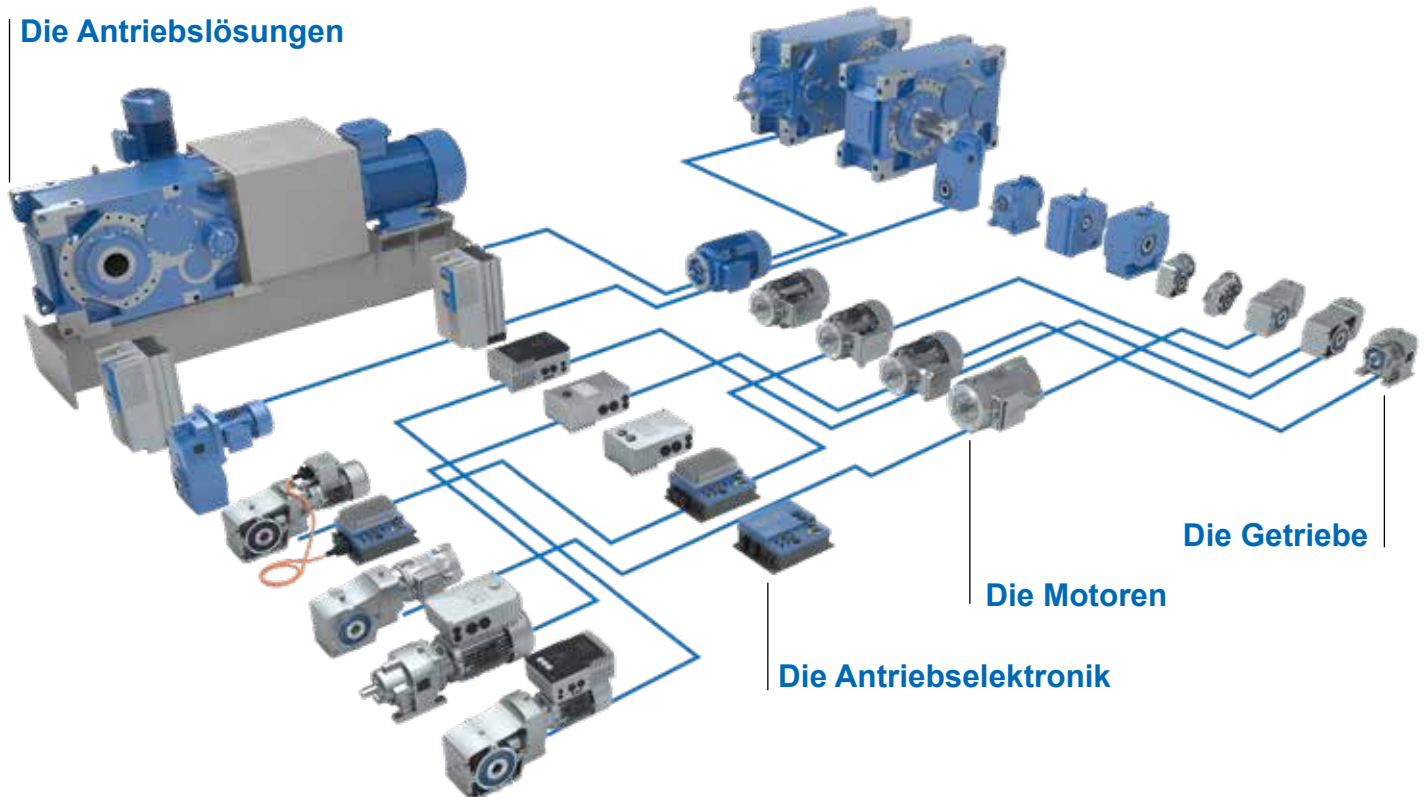 Die Antriebslösungen
Die Getriebe
Die Motoren
Die Antriebselektronik